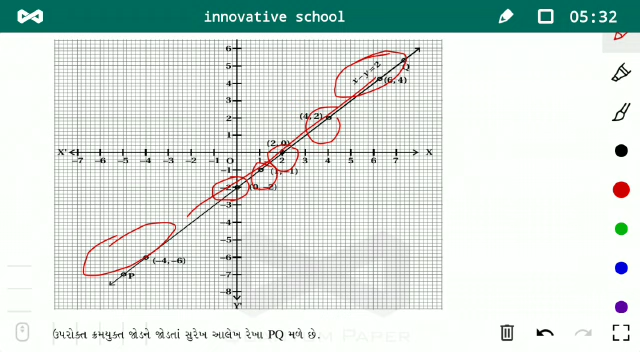 innovative school
05:32
x-y=2
Q
(6, 4)
(4, 2)
(2, 0)
(1, -1)
(0, -2)
(-4, -6)
P
X'
X
O
Y'
-7 -6 -5 -4 -3 -2 -1
1 2 3 4 5 6 7
6
5
4
3
2
1
-1
-2
-3
-4
-5
-6
-7
-8
PAPER
ઉપરોક્ત ક્રમયુક્ત જોડને જોડતાં સુરેખ આલેખ રેખા PQ મળે છે.